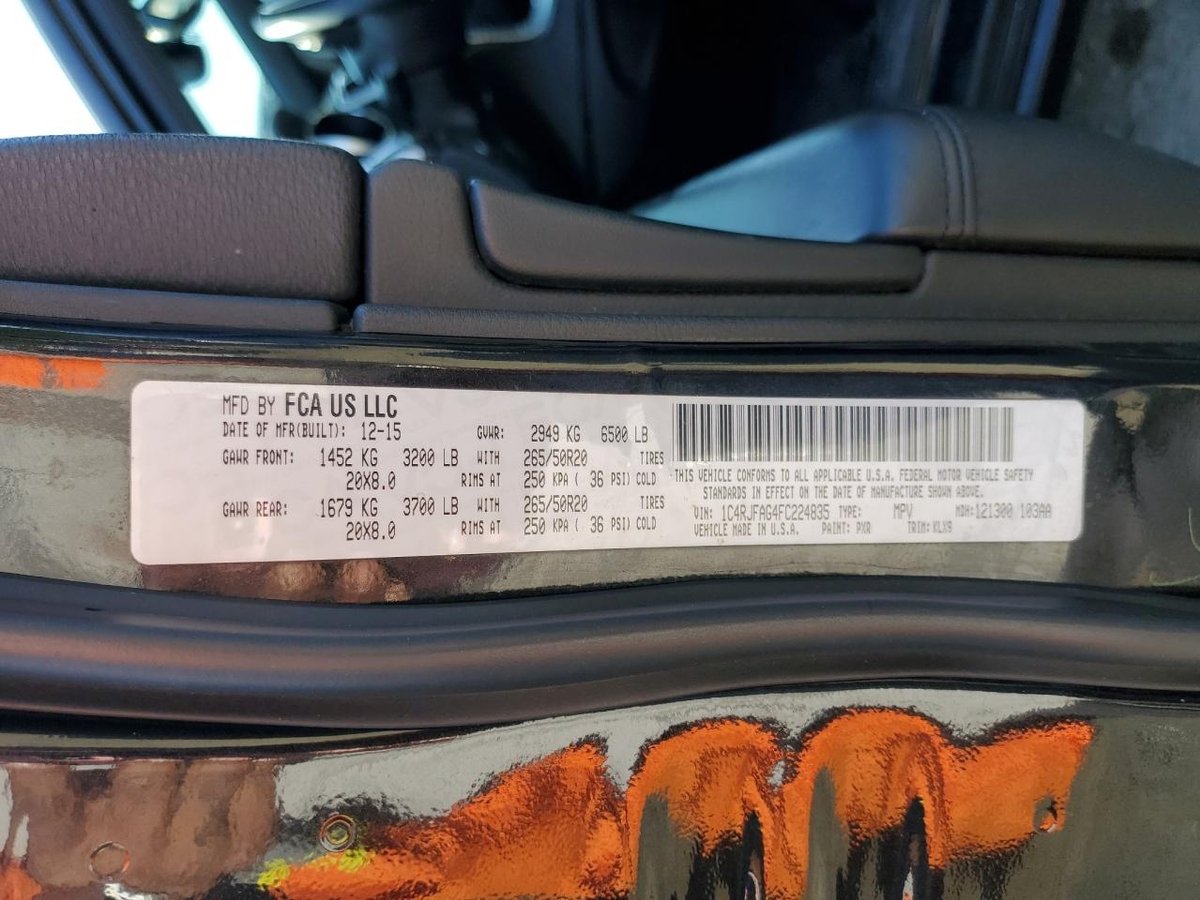 MFD BY FCA US LLC
DATE OF MFR(BUILT): 12-15 GVWR: 2949 KG 6500 LB
GAWR FRONT: 1452 KG 3200 LB WITH 265/50R20 TIRES
20X8.0 RIMS AT 250 KPA ( 36 PSI) COLD
GAWR REAR: 1679 KG 3700 LB WITH 265/50R20 TIRES
20X8.0 RIMS AT 250 KPA ( 36 PSI) COLD
THIS VEHICLE CONFORMS TO ALL APPLICABLE U.S.A. FEDERAL MOTOR VEHICLE SAFETY
STANDARDS IN EFFECT ON THE DATE OF MANUFACTURE SHOWN ABOVE.
VIN: 1C4RJFAG4FC224835 TYPE: MPV MDH: 121300 103AA
VEHICLE MADE IN U.S.A. PAINT: PXR TRIM: KLX9